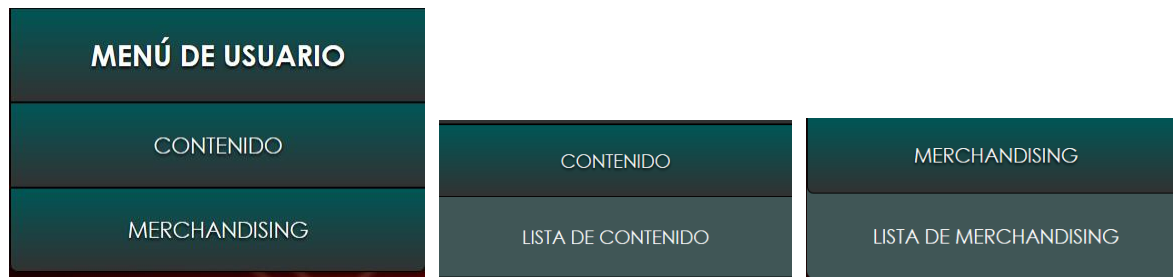 MENÚ DE USUARIO
CONTENIDO
MERCHANDISING
CONTENIDO
LISTA DE CONTENIDO
MERCHANDISING
LISTA DE MERCHANDISING